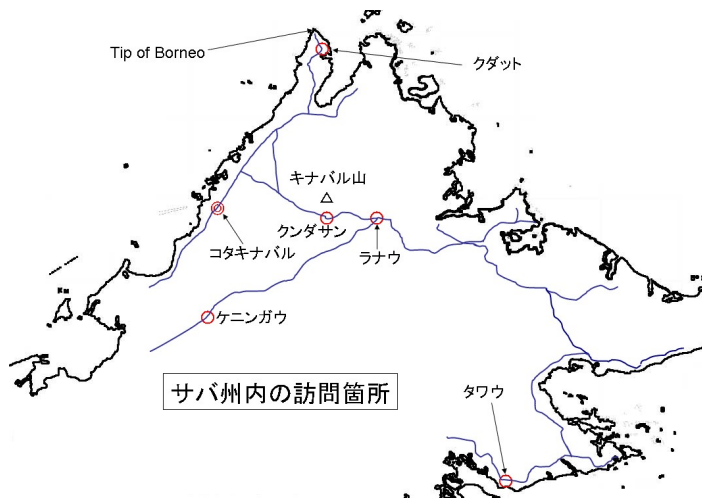 Tip of Borneo
クダット
キナバル山
クンダサン
コタキナバル
ラナウ
ケニンガウ
サバ州内の訪問箇所
タワウ